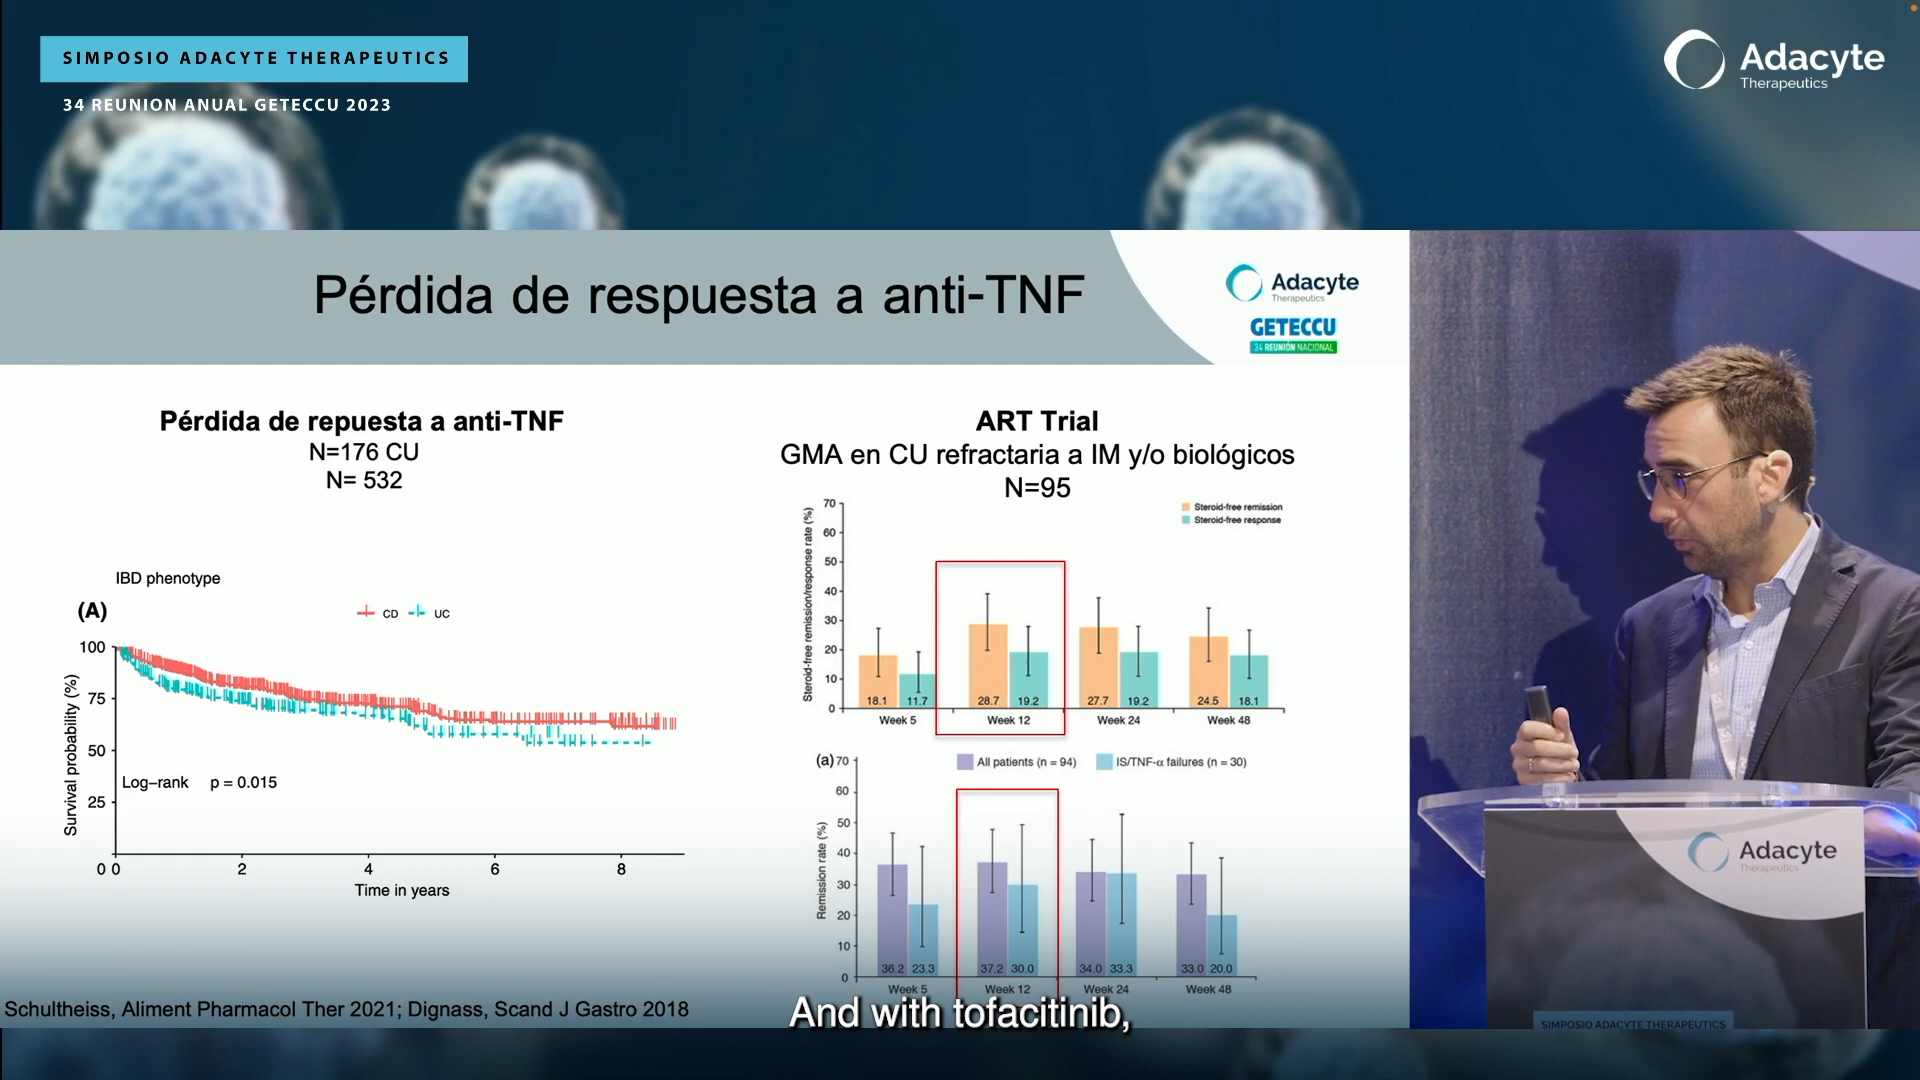 SIMPOSIO ADACYTE THERAPEUTICS
34 REUNION ANUAL GETECCU 2023
Adacyte
Therapeutics
Pérdida de respuesta a anti-TNF
Adacyte
Therapeutics
GETECCU
34 REUNIÓN NACIONAL
Pérdida de repuesta a anti-TNF
N=176 CU
N= 532
IBD phenotype
(A)
CD UC
100
75
50
25
0
Survival probability (%)
Log–rank p = 0.015
0 2 4 6 8
Time in years
ART Trial
GMA en CU refractaria a IM y/o biológicos
N=95
Steroid-free remission
Steroid-free response
Steroid-free remission/response rate (%)
70
60
50
40
30
20
10
0
18.1 11.7 28.7 19.2 27.7 19.2 24.5 18.1
Week 5 Week 12 Week 24 Week 48
(a)
All patients (n = 94) IS/TNF-α failures (n = 30)
Remission rate (%)
70
60
50
40
30
20
10
0
36.2 23.3 37.2 30.0 34.0 33.3 33.0 20.0
Week 5 Week 12 Week 24 Week 48
Schultheiss, Aliment Pharmacol Ther 2021; Dignass, Scand J Gastro 2018
And with tofacitinib,
Adacyte
Therapeutics
SIMPOSIO ADACYTE THERAPEUTICS